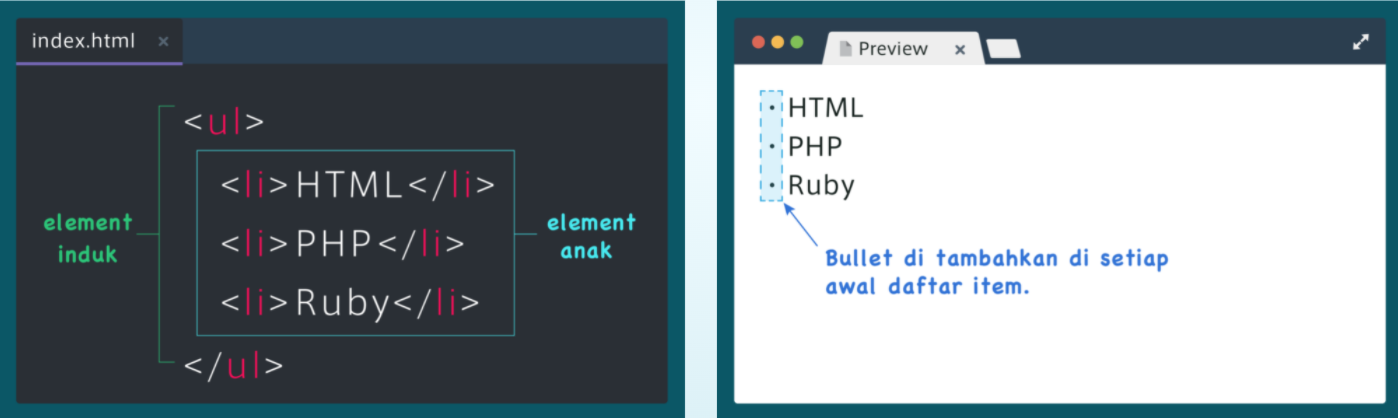 index.html ×
<ul>
<li>HTML</li>
<li>PHP</li>
<li>Ruby</li>
</ul>
element
induk
element
anak
Preview ×
· HTML
· PHP
· Ruby
Bullet di tambahkan di setiap
awal daftar item.